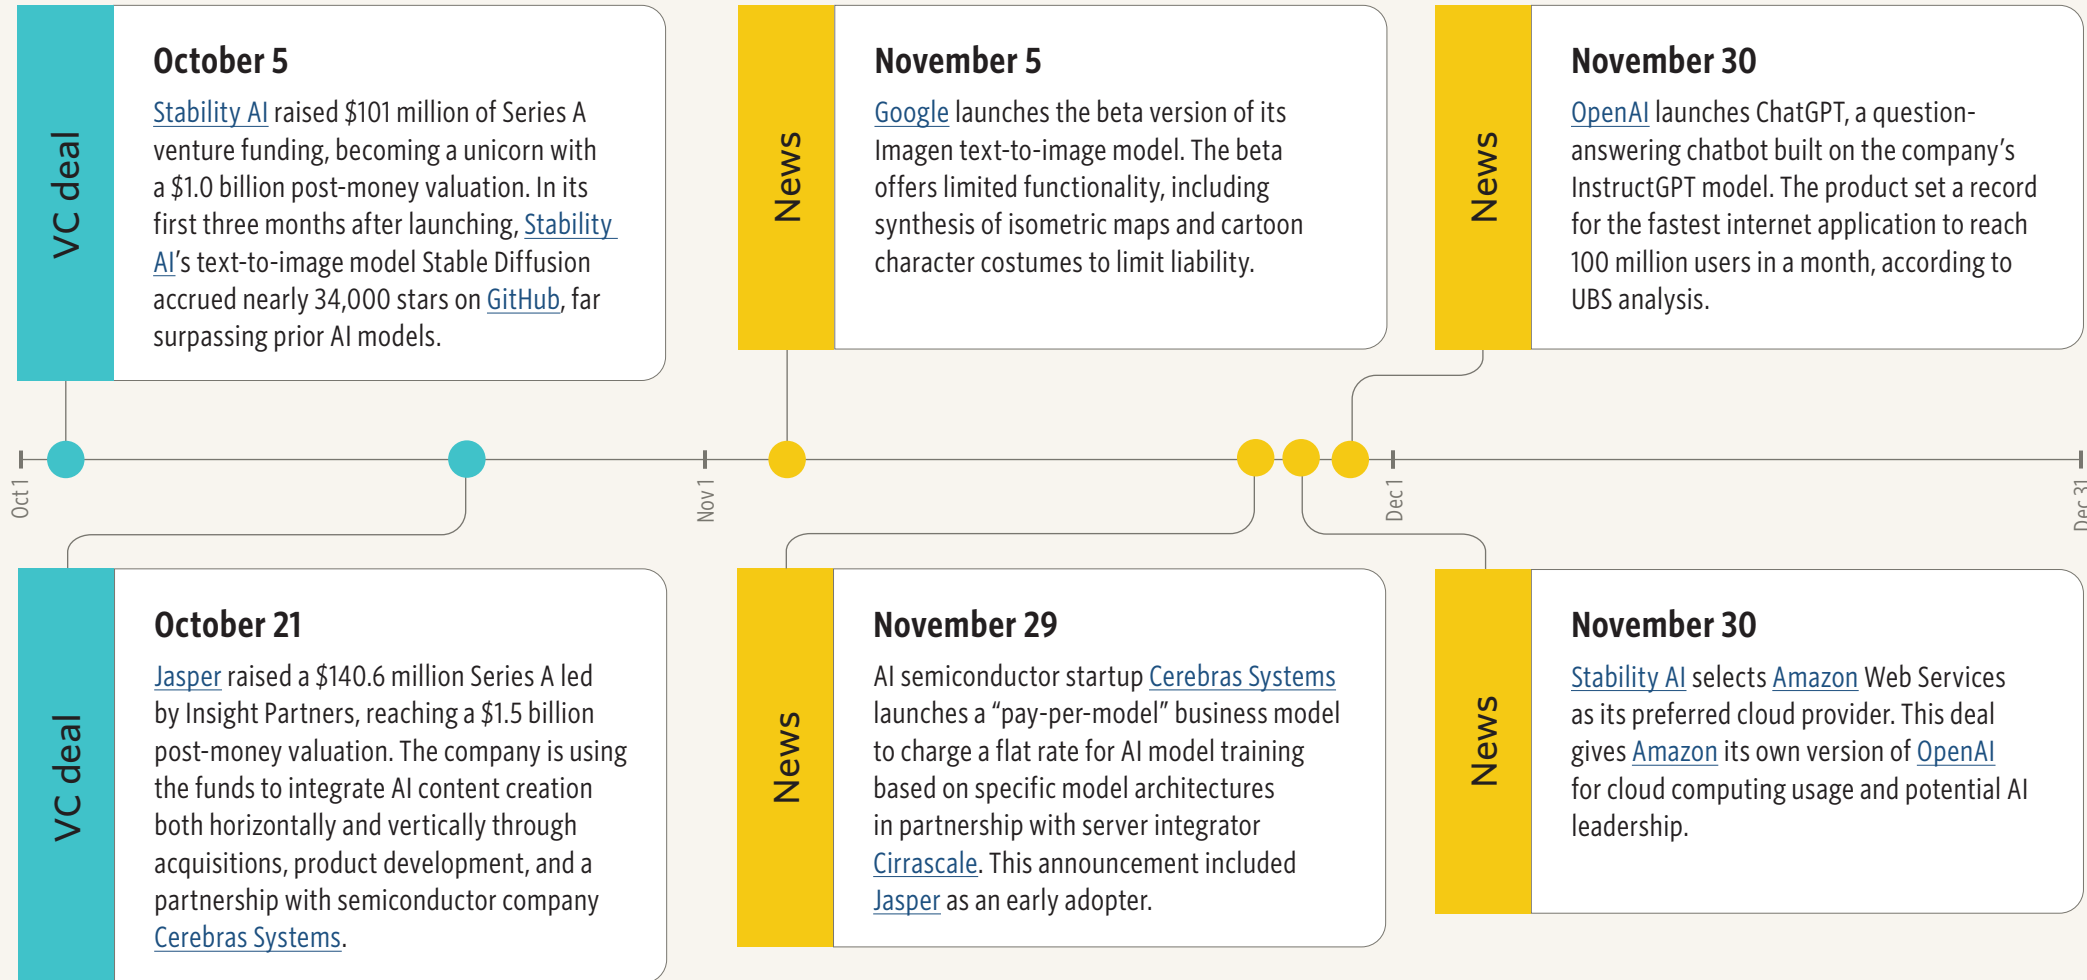 VC deal
October 5
Stability AI raised $101 million of Series A
venture funding, becoming a unicorn with
a $1.0 billion post-money valuation. In its
first three months after launching, Stability
AI's text-to-image model Stable Diffusion
accrued nearly 34,000 stars on GitHub, far
surpassing prior AI models.
News
November 5
Google launches the beta version of its
Imagen text-to-image model. The beta
offers limited functionality, including
synthesis of isometric maps and cartoon
character costumes to limit liability.
News
November 30
OpenAI launches ChatGPT, a question-
answering chatbot built on the company's
InstructGPT model. The product set a record
for the fastest internet application to reach
100 million users in a month, according to
UBS analysis.
Oct 1
Nov 1
Dec 1
Dec 31
VC deal
October 21
Jasper raised a $140.6 million Series A led
by Insight Partners, reaching a $1.5 billion
post-money valuation. The company is using
the funds to integrate AI content creation
both horizontally and vertically through
acquisitions, product development, and a
partnership with semiconductor company
Cerebras Systems.
News
November 29
AI semiconductor startup Cerebras Systems
launches a “pay-per-model” business model
to charge a flat rate for AI model training
based on specific model architectures
in partnership with server integrator
Cirrascale. This announcement included
Jasper as an early adopter.
News
November 30
Stability AI selects Amazon Web Services
as its preferred cloud provider. This deal
gives Amazon its own version of OpenAI
for cloud computing usage and potential AI
leadership.